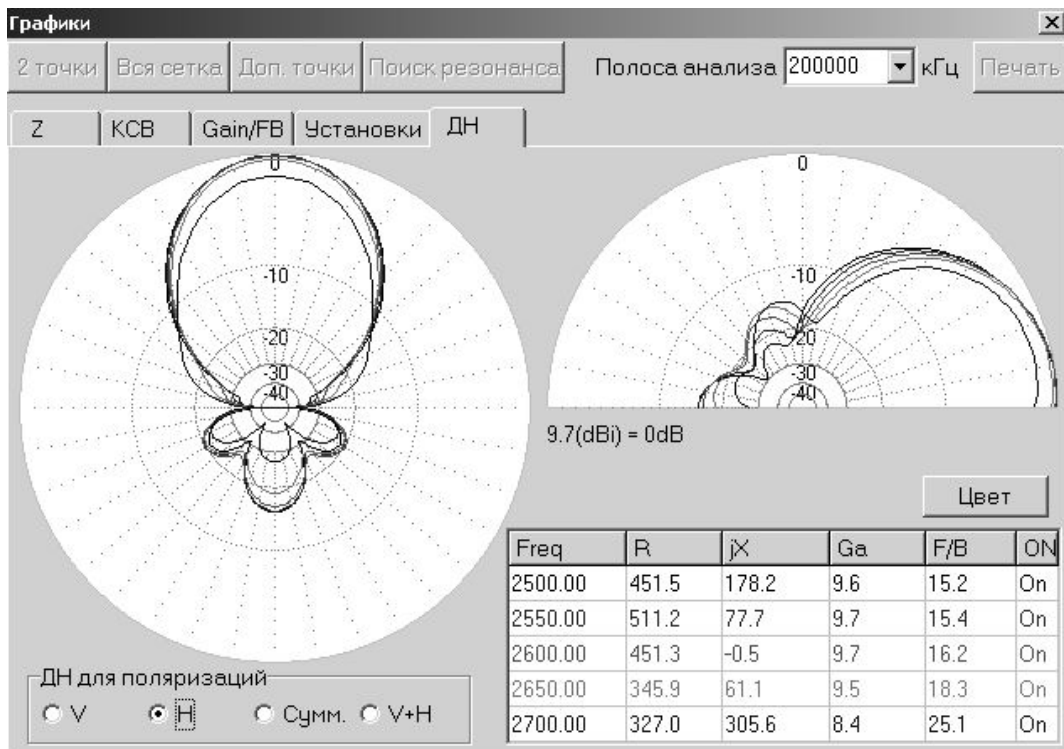 Графики
2 точки Вся сетка Доп. точки Поиск резонанса Полоса анализа 200000 кГц Печать
Z КСВ Gain/FB Установки ДН
0 0
-10 -10
-20 -20
-30 -30
-40 -40
9.7(dBi) = 0dB
Цвет
Freq R jX Ga F/B ON
2500.00 451.5 178.2 9.6 15.2 On
2550.00 511.2 77.7 9.7 15.4 On
2600.00 451.3 -0.5 9.7 16.2 On
2650.00 345.9 61.1 9.5 18.3 On
2700.00 327.0 305.6 8.4 25.1 On
ДН для поляризаций
V H Сумм. V+H